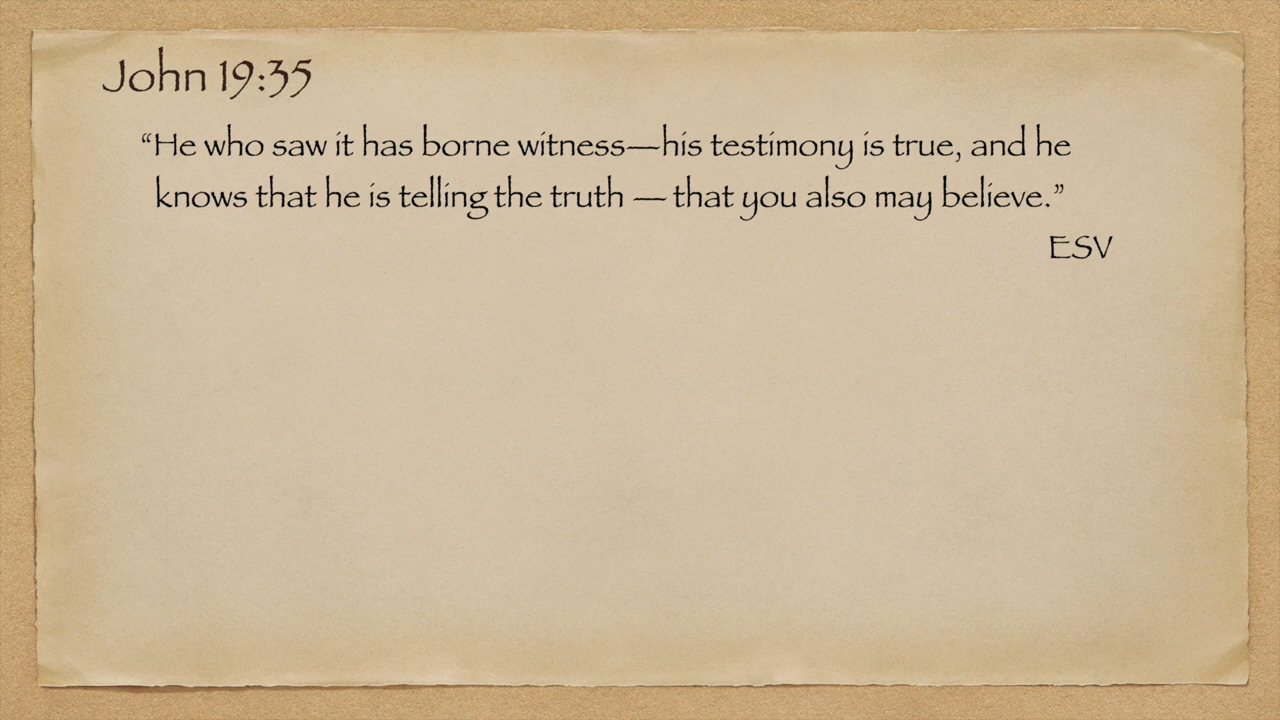 John 19:35
“He who saw it has borne witness—his testimony is true, and he
knows that he is telling the truth — that you also may believe.”
ESV